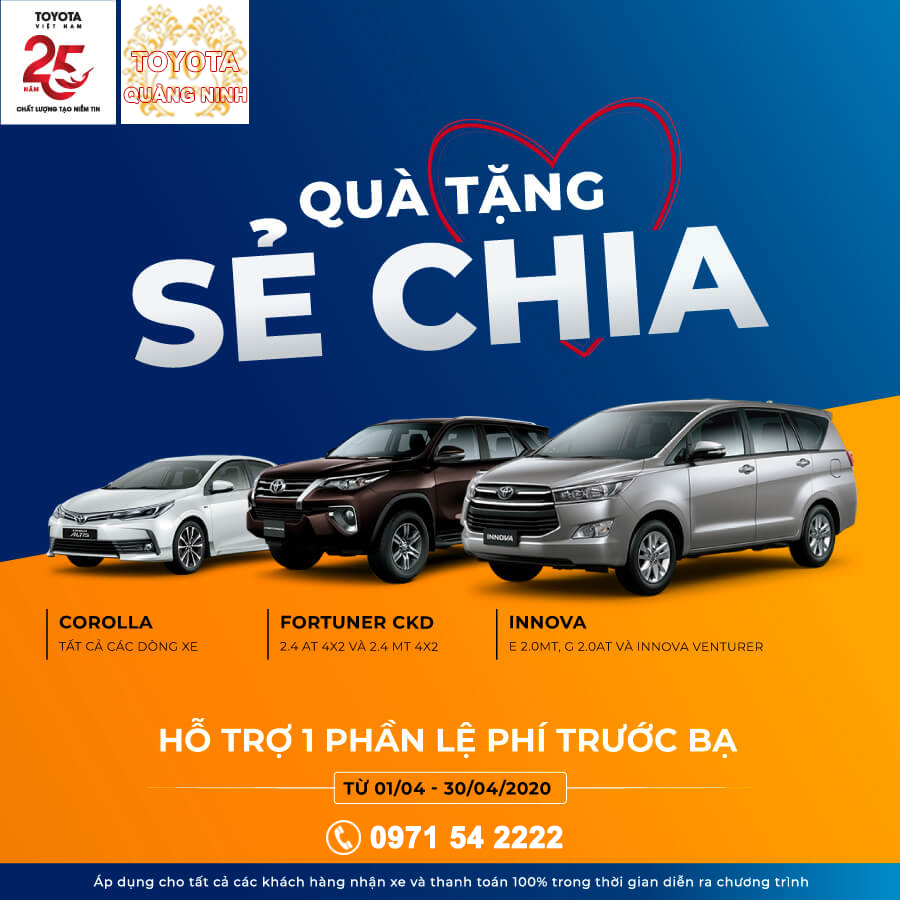 TOYOTA
VIỆT NAM
25
NĂM
CHẤT LƯỢNG TẠO NIỀM TIN
TOYOTA
QUẢNG NINH
QUÀ TẶNG
SẺ CHIA
ALTIS
INNOVA
COROLLA
TẤT CẢ CÁC DÒNG XE
FORTUNER CKD
2.4 AT 4X2 VÀ 2.4 MT 4X2
INNOVA
E 2.0MT, G 2.0AT VÀ INNOVA VENTURER
HỖ TRỢ 1 PHẦN LỆ PHÍ TRƯỚC BẠ
TỪ 01/04 - 30/04/2020
0971 54 2222
Áp dụng cho tất cả các khách hàng nhận xe và thanh toán 100% trong thời gian diễn ra chương trình